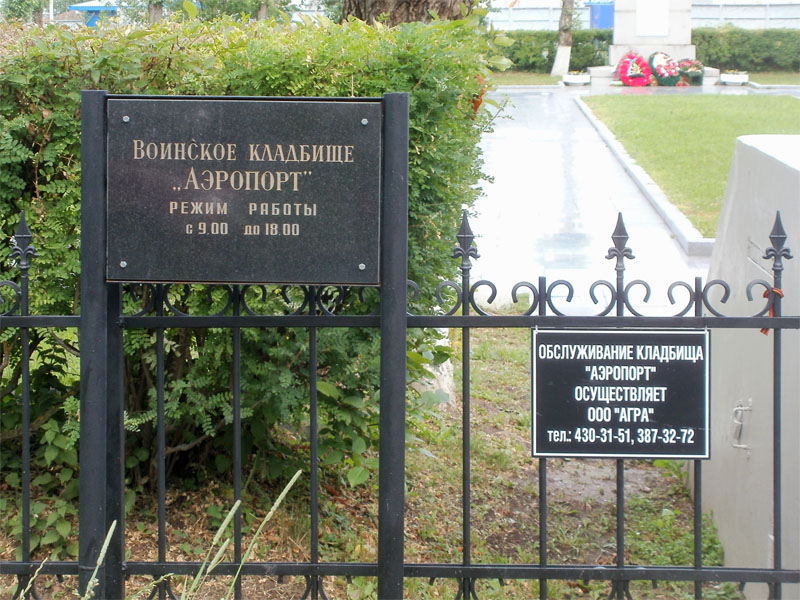 Воинское кладбище
„Аэропорт"
РЕЖИМ РАБОТЫ
с 9.00 до 18.00
ОБСЛУЖИВАНИЕ КЛАДБИЩА
"АЭРОПОРТ"
ОСУЩЕСТВЛЯЕТ
ООО "АГРА"
тел.: 430-31-51, 387-32-72